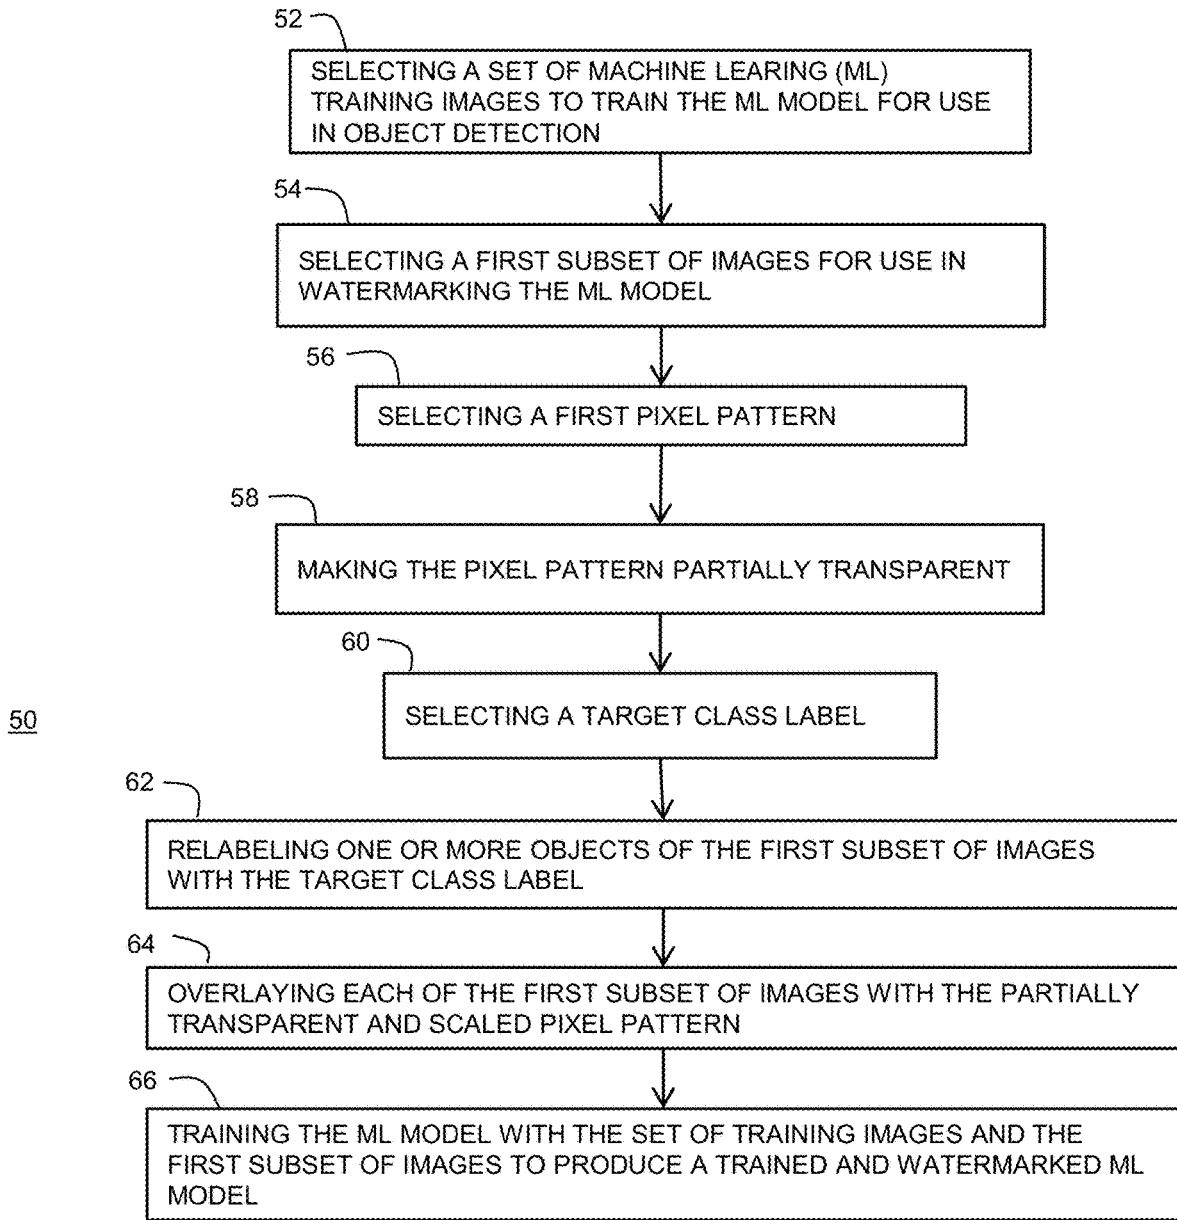 52
SELECTING A SET OF MACHINE LEARING (ML)
TRAINING IMAGES TO TRAIN THE ML MODEL FOR USE
IN OBJECT DETECTION
54
SELECTING A FIRST SUBSET OF IMAGES FOR USE IN
WATERMARKING THE ML MODEL
56
SELECTING A FIRST PIXEL PATTERN
58
MAKING THE PIXEL PATTERN PARTIALLY TRANSPARENT
60
SELECTING A TARGET CLASS LABEL
50
62
RELABELING ONE OR MORE OBJECTS OF THE FIRST SUBSET OF IMAGES
WITH THE TARGET CLASS LABEL
64
OVERLAYING EACH OF THE FIRST SUBSET OF IMAGES WITH THE PARTIALLY
TRANSPARENT AND SCALED PIXEL PATTERN
66
TRAINING THE ML MODEL WITH THE SET OF TRAINING IMAGES AND THE
FIRST SUBSET OF IMAGES TO PRODUCE A TRAINED AND WATERMARKED ML
MODEL